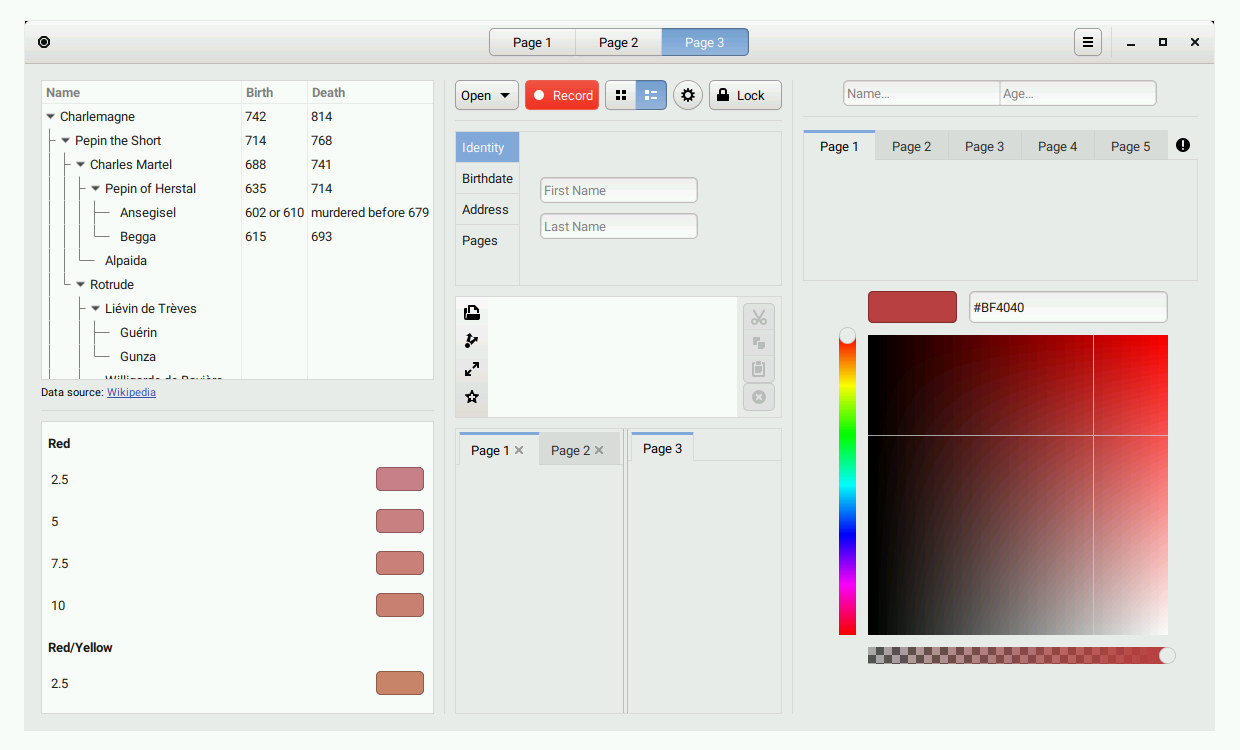 Page 1 Page 2 Page 3
Name Birth Death
Charlemagne 742 814
Pepin the Short 714 768
Charles Martel 688 741
Pepin of Herstal 635 714
Ansegisel 602 or 610 murdered before 679
Begga 615 693
Alpaida
Rotrude
Liévin de Trèves
Guérin
Gunza
Data source: Wikipedia
Red
2.5
5
7.5
10
Red/Yellow
2.5
Open Record Lock
Identity
Birthdate
Address
Pages
First Name
Last Name
Page 1 Page 2 Page 3
Name... Age...
Page 1 Page 2 Page 3 Page 4 Page 5
#BF4040